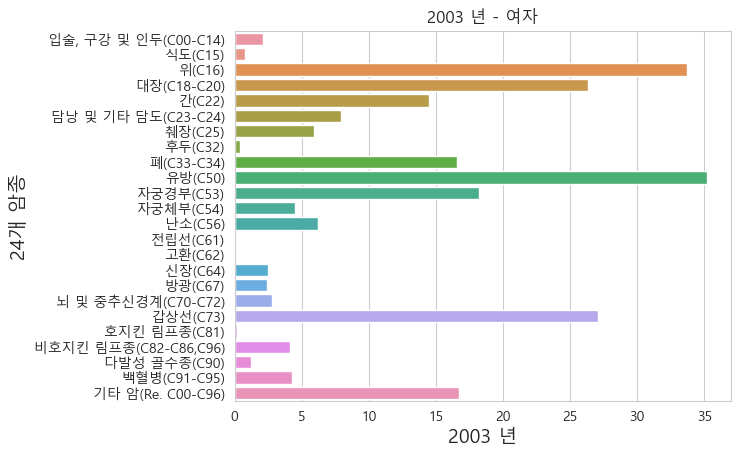 2003 년 - 여자
24개 암종
입술, 구강 및 인두(C00-C14)
식도(C15)
위(C16)
대장(C18-C20)
간(C22)
담낭 및 기타 담도(C23-C24)
췌장(C25)
후두(C32)
폐(C33-C34)
유방(C50)
자궁경부(C53)
자궁체부(C54)
난소(C56)
전립선(C61)
고환(C62)
신장(C64)
방광(C67)
뇌 및 중추신경계(C70-C72)
갑상선(C73)
호지킨 림프종(C81)
비호지킨 림프종(C82-C86,C96)
다발성 골수종(C90)
백혈병(C91-C95)
기타 암(Re. C00-C96)
0 5 10 15 20 25 30 35
2003 년